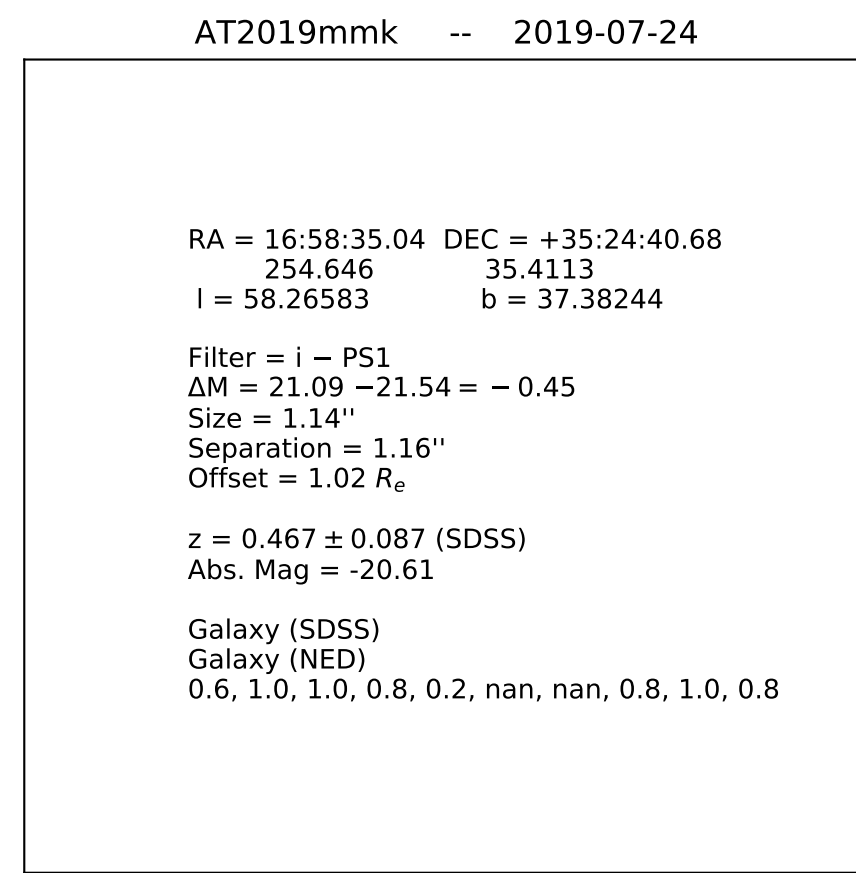 AT2019mmk -- 2019-07-24
RA = 16:58:35.04 DEC = +35:24:40.68
254.646 35.4113
l = 58.26583 b = 37.38244
Filter = i − PS1
ΔM = 21.09 −21.54 = − 0.45
Size = 1.14''
Separation = 1.16''
Offset = 1.02 Rₑ
z = 0.467 ± 0.087 (SDSS)
Abs. Mag = -20.61
Galaxy (SDSS)
Galaxy (NED)
0.6, 1.0, 1.0, 0.8, 0.2, nan, nan, 0.8, 1.0, 0.8